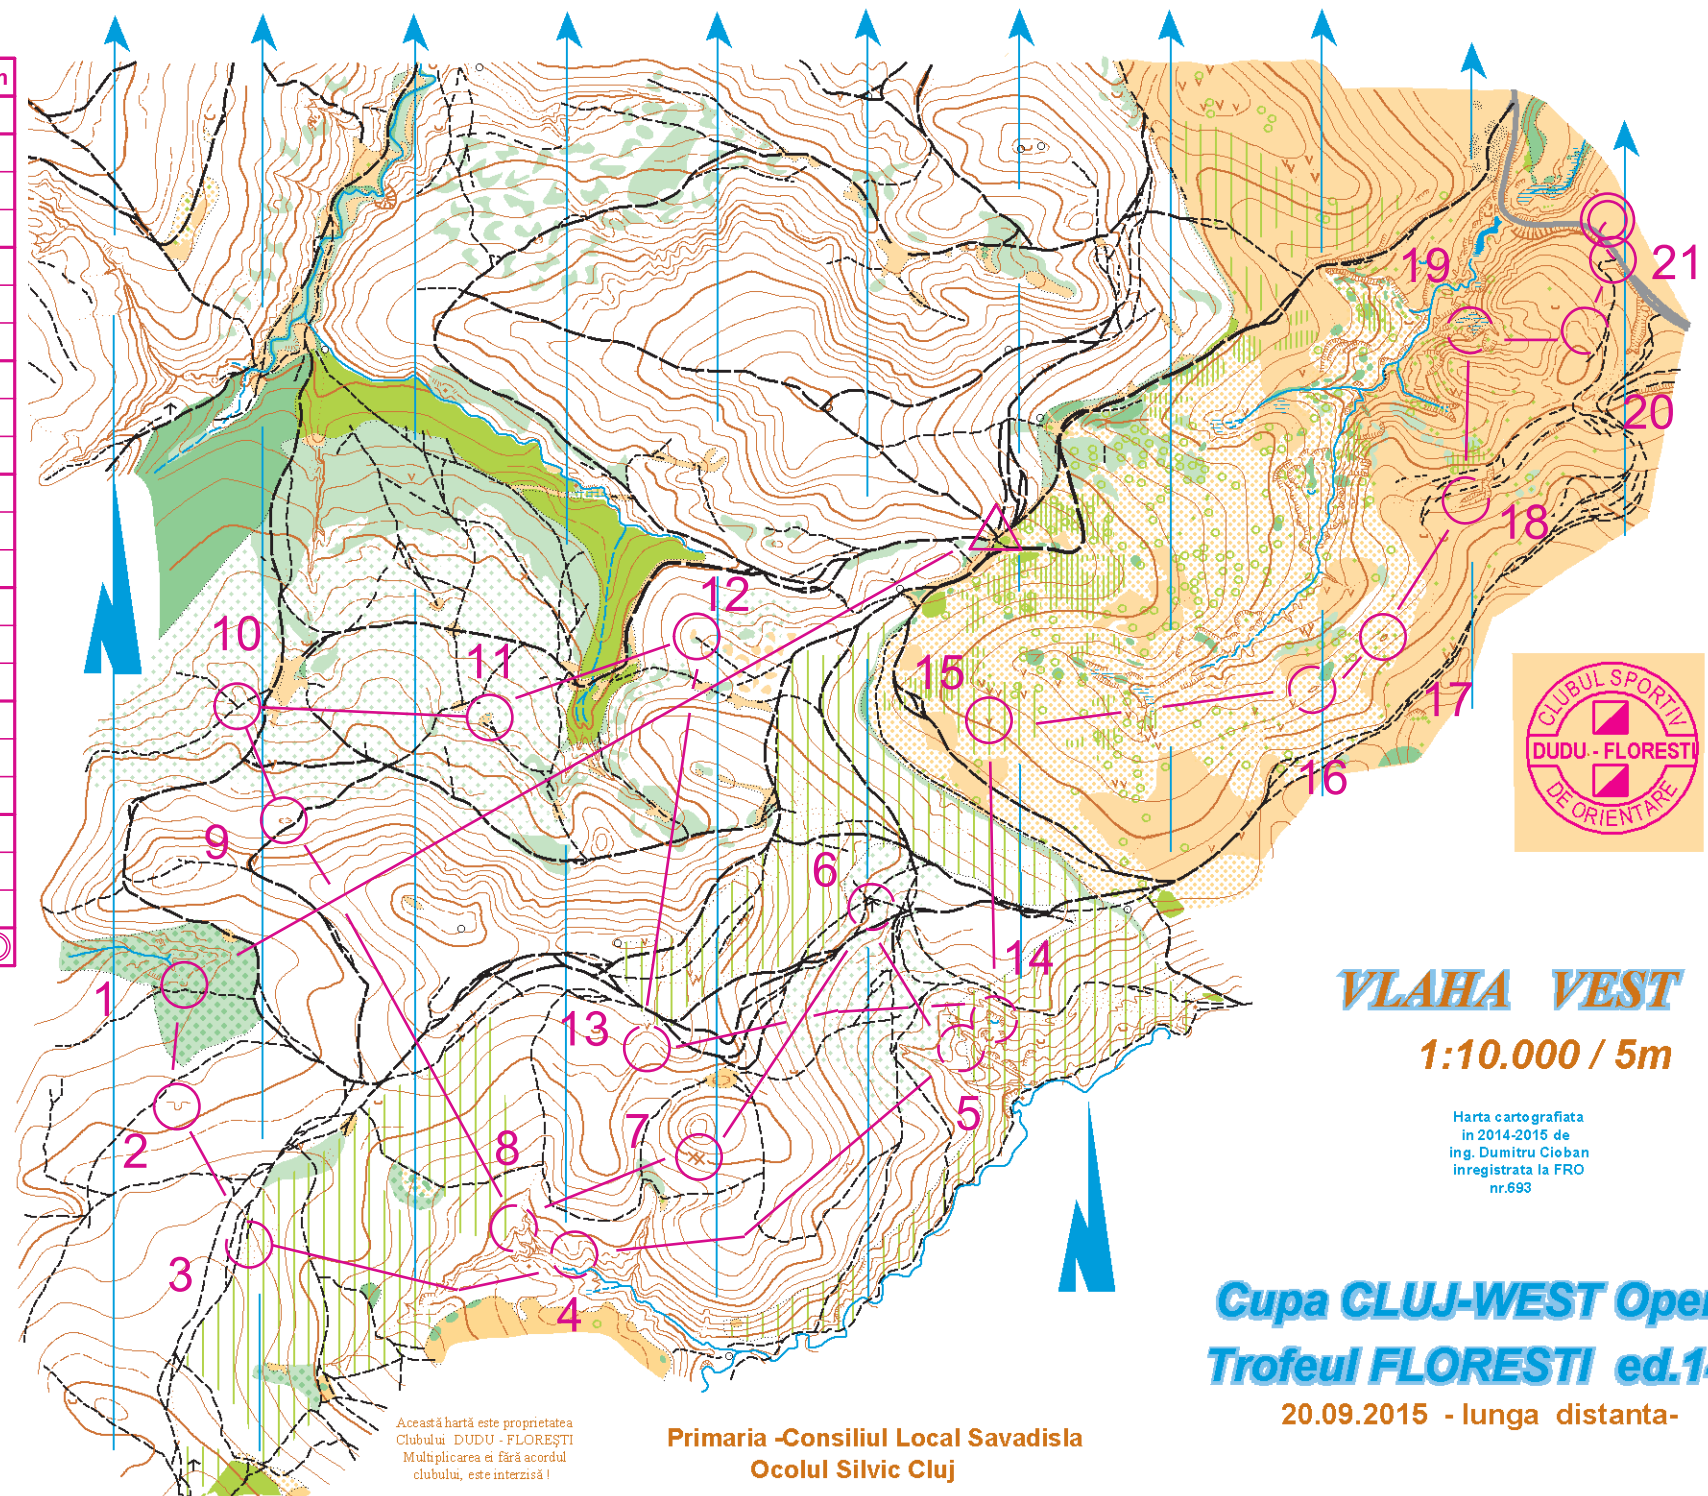 19
21
20
18
12
10
11
15
17
16
9
6
14
1
13
5
7
2
8
3
4
CLUBUL SPORTIV
DUDU - FLORESTI
DE ORIENTARE
VLAHA VEST
1:10.000 / 5m
Harta cartografiata
in 2014-2015 de
ing. Dumitru Cioban
inregistrata la FRO
nr.693
Cupa CLUJ-WEST Open
Trofeul FLORESTI ed.14
20.09.2015 - lunga distanta-
Această hartă este proprietatea
Clubului DUDU - FLOREŞTI
Multiplicarea ei fără acordul
clubului, este interzisă !
Primaria -Consiliul Local Savadisla
Ocolul Silvic Cluj